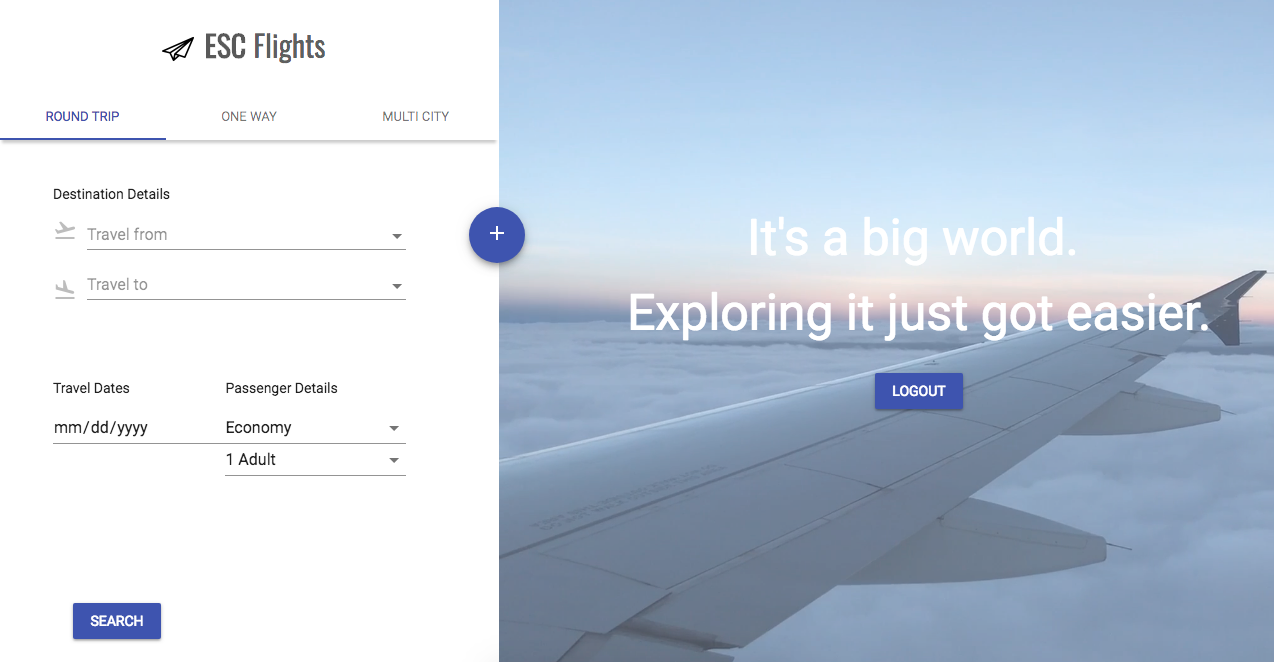 ESC Flights
ROUND TRIP
ONE WAY
MULTI CITY
Destination Details
Travel from
Travel to
Travel Dates
Passenger Details
mm/dd/yyyy
Economy
1 Adult
SEARCH
It's a big world.
Exploring it just got easier.
LOGOUT